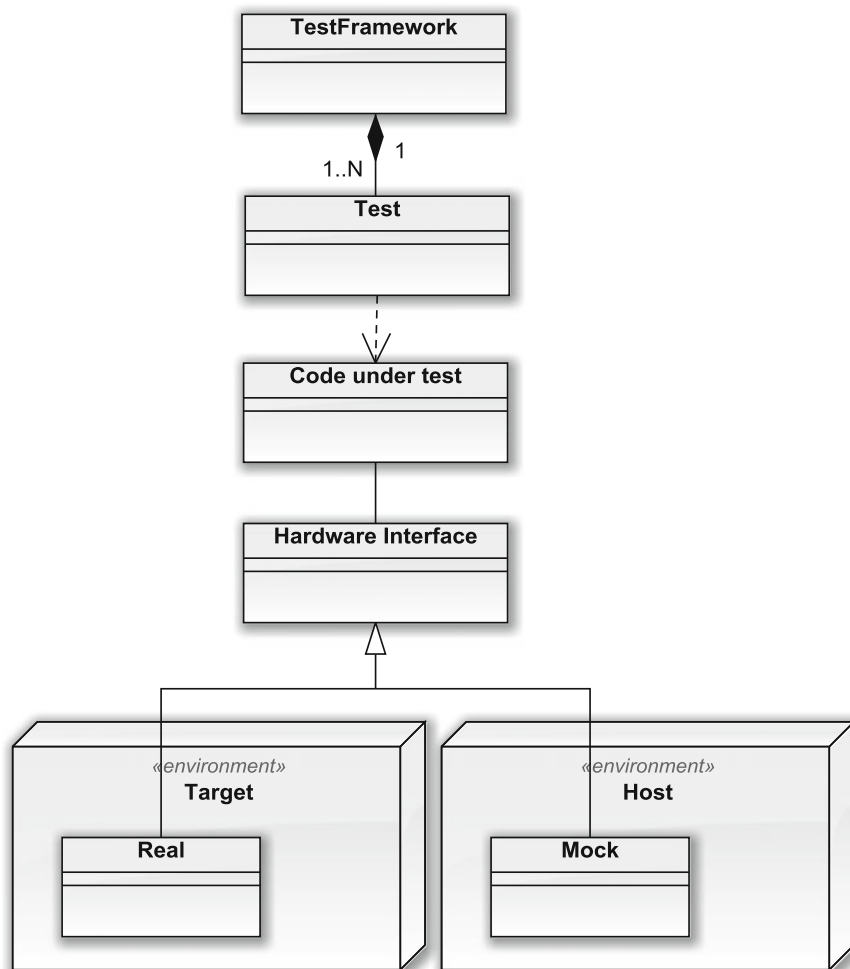 TestFramework
1
1..N
Test
Code under test
Hardware Interface
«environment»
Target
Real
«environment»
Host
Mock